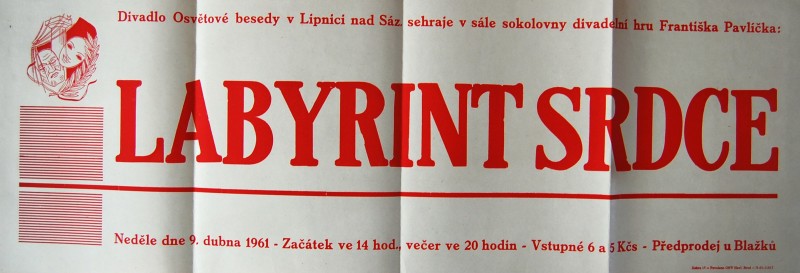 Divadlo Osvětové besedy v Lipnici nad Sáz. sehraje v sále sokolovny divadelní hru Františka Pavlíčka:
LABYRINT SRDCE
Neděle dne 9. dubna 1961 - Začátek ve 14 hod., večer ve 20 hodin - Vstupné 6 a 5 Kčs - Předprodej u Blažků